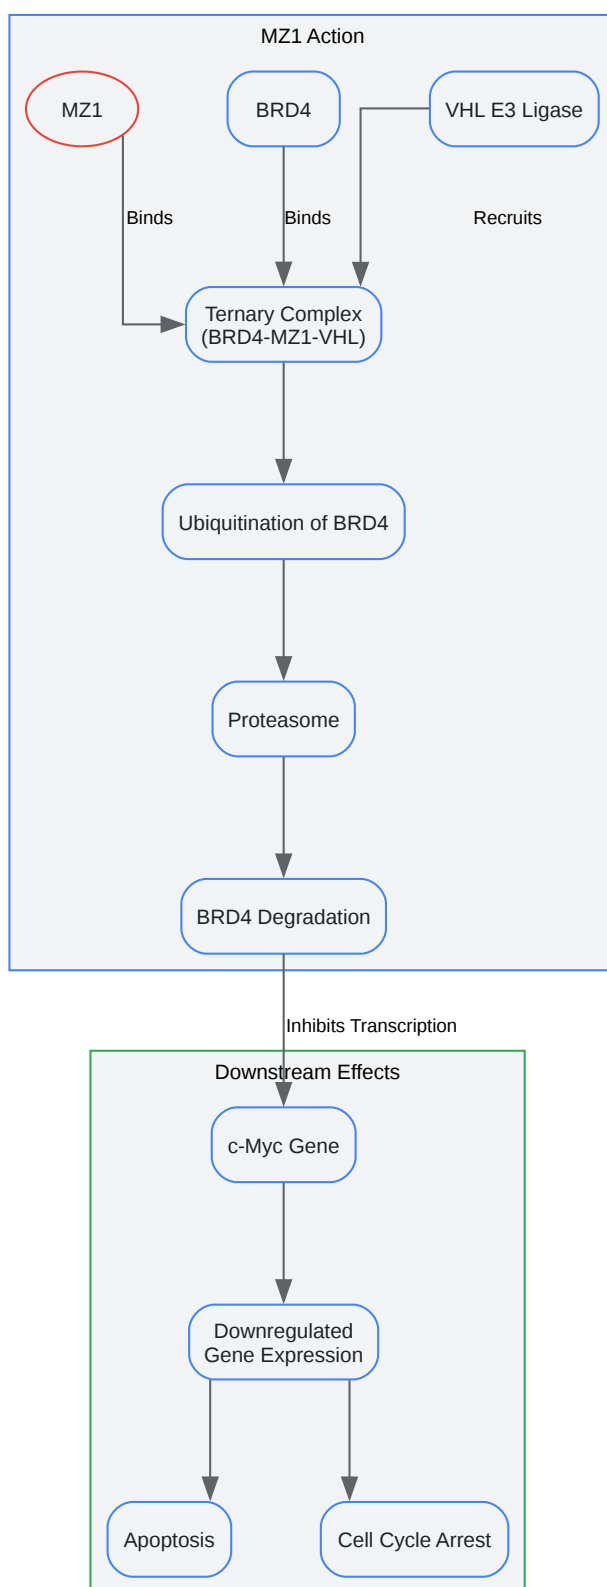 MZ1 Action
MZ1
BRD4
VHL E3 Ligase
Binds
Binds
Recruits
Ternary Complex
(BRD4-MZ1-VHL)
Ubiquitination of BRD4
Proteasome
BRD4 Degradation
Inhibits Transcription
Downstream Effects
c-Myc Gene
Downregulated
Gene Expression
Apoptosis
Cell Cycle Arrest